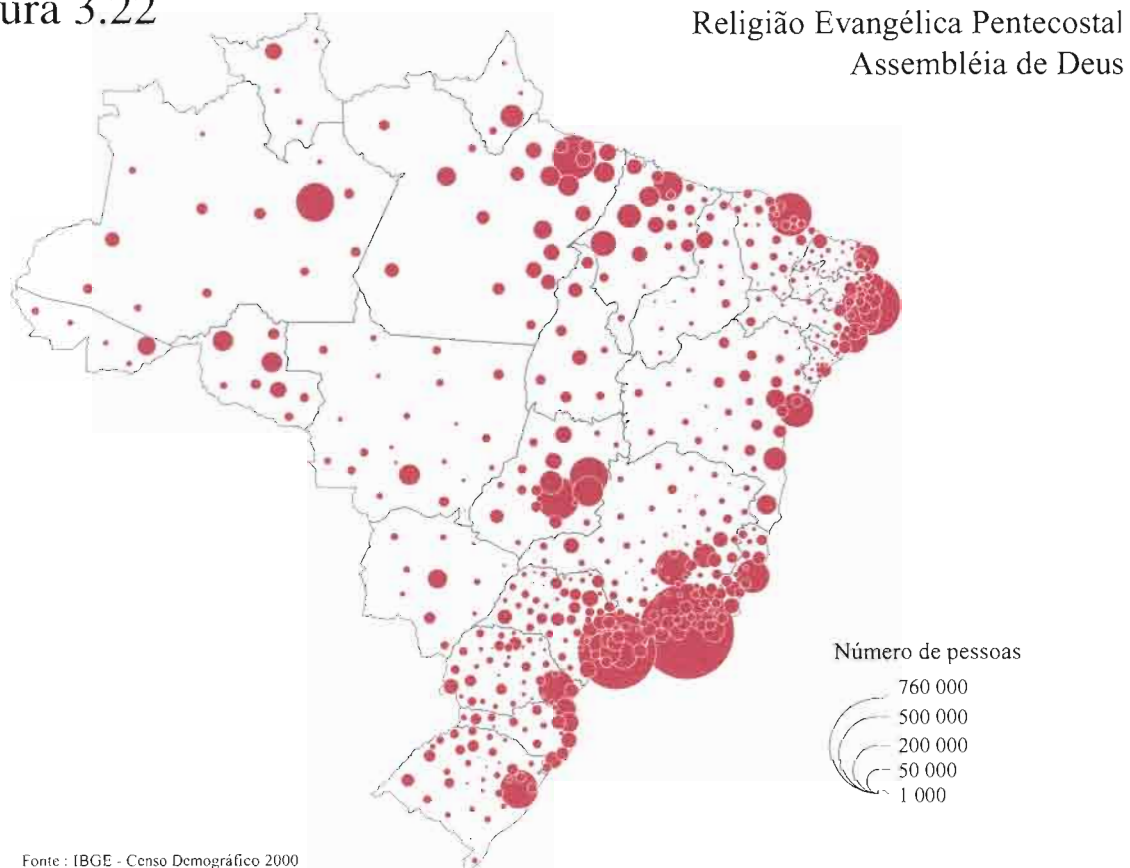 ura 3.22
Religião Evangélica Pentecostal
Assembléia de Deus
Número de pessoas
760 000
500 000
200 000
50 000
1 000
Fonte : IBGE - Censo Demográfico 2000